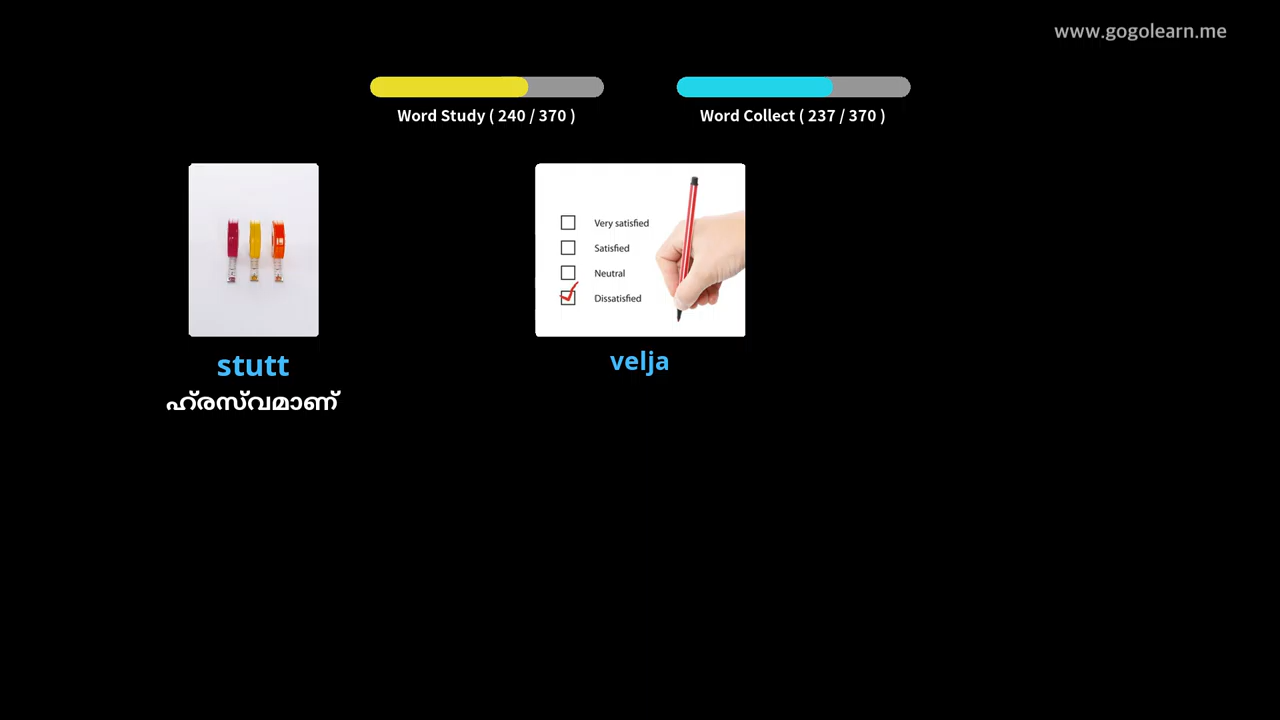 www.gogolearn.me
Word Study ( 240 / 370 )
Word Collect ( 237 / 370 )
Very satisfied
Satisfied
Neutral
Dissatisfied
stutt
velja
ഹ്രസ്വമാണ്